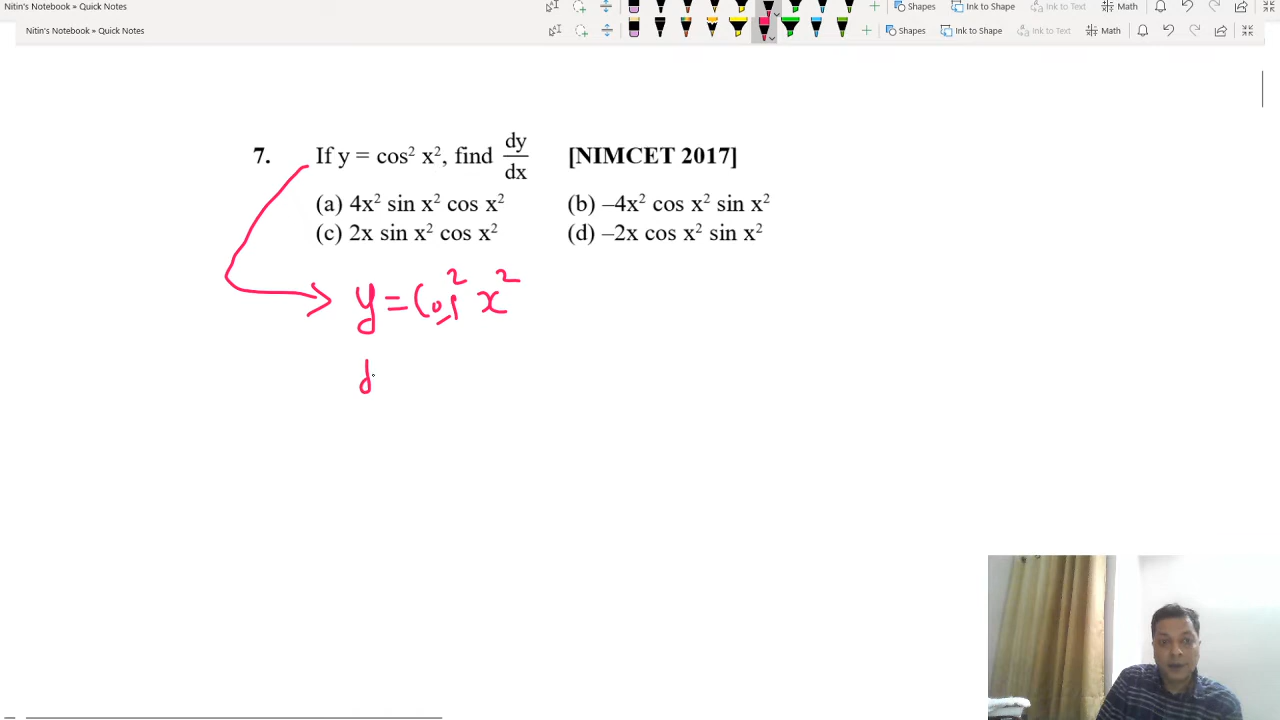 Nitin's Notebook » Quick Notes Shapes Ink to Shape Ink to Text Math
Nitin's Notebook » Quick Notes Shapes Ink to Shape Ink to Text Math
7. If y = cos² x², find dy/dx [NIMCET 2017]
(a) 4x² sin x² cos x² (b) –4x² cos x² sin x²
(c) 2x sin x² cos x² (d) –2x cos x² sin x²
y = Cos² x²
d